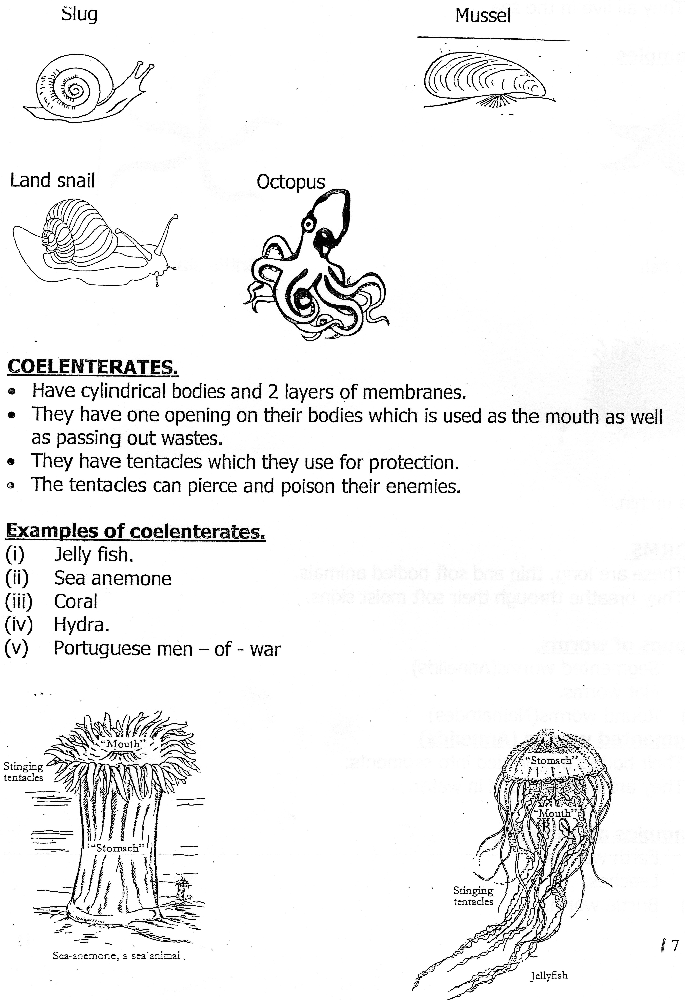 Slug
Mussel
Land snail
Octopus
COELENTERATES.
• Have cylindrical bodies and 2 layers of membranes.
• They have one opening on their bodies which is used as the mouth as well
as passing out wastes.
• They have tentacles which they use for protection.
• The tentacles can pierce and poison their enemies.
Examples of coelenterates.
(i) Jelly fish.
(ii) Sea anemone
(iii) Coral
(iv) Hydra.
(v) Portuguese men – of - war
"Mouth"
Stinging
tentacles
"Stomach"
Sea-anemone, a sea animal
"Stomach"
"Mouth"
Stinging
tentacles
Jellyfish
17